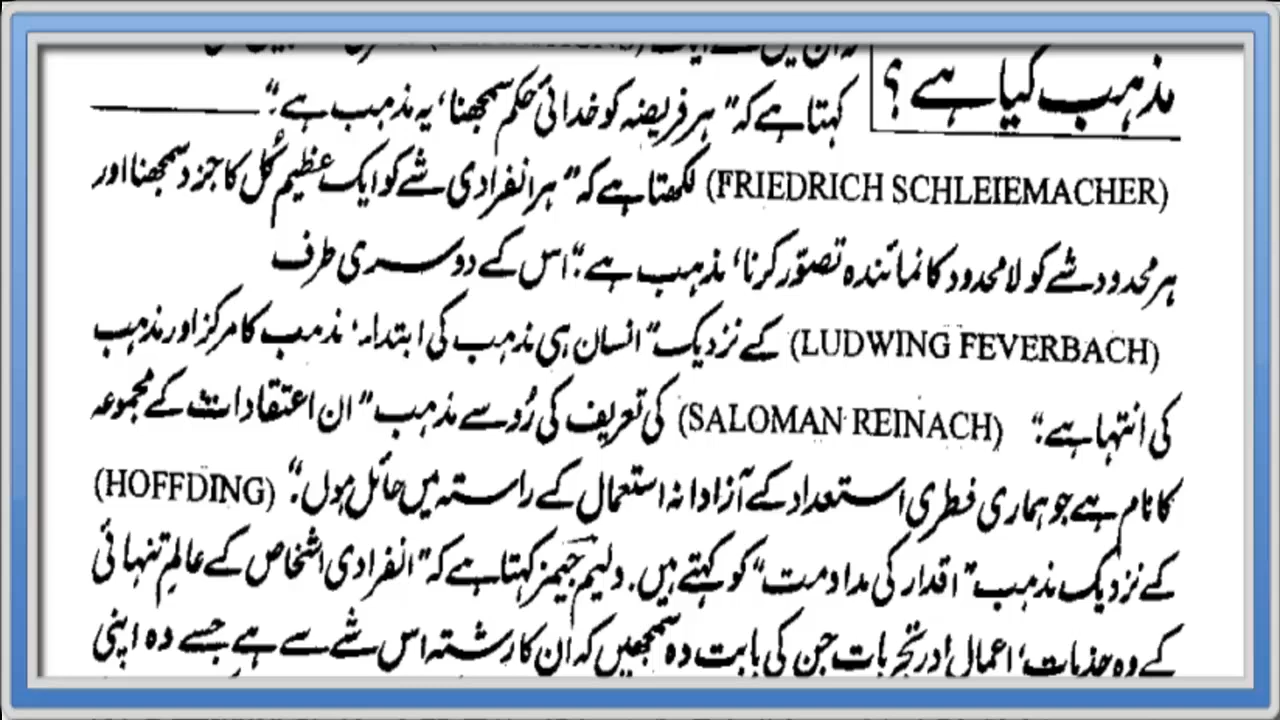 مذہب کیا ہے؟
کہتا ہے کہ "ہر فریضہ کو خدائی حکم سمجھنا، یہ مذہب ہے۔"
(FRIEDRICH SCHLEIEMACHER) لکھتا ہے کہ "ہر انفرادی شے کو ایک عظیم کُل کا جزو سمجھنا اور
ہر محدود شے کو لا محدود کا نمائندہ تصوّر کرنا، مذہب ہے۔" اس کے دوسری طرف
(LUDWING FEVERBACH) کے نزدیک "انسان ہی مذہب کی ابتداء، مذہب کا مرکز اور مذہب
کی انتہا ہے۔" (SALOMAN REINACH) کی تعریف کی رُو سے مذہب "ان اعتقادات کے مجموعہ
کا نام ہے جو ہماری فطری استعداد کے آزادانہ استعمال کے راستہ میں حائل ہوں۔" (HOFFDING)
کے نزدیک مذہب "اقدار کی مداومت" کو کہتے ہیں۔ ولیم جیمز کہتا ہے کہ "انفرادی اشخاص کے عالمِ تنہائی
کے وہ جذبات، اعمال اور تجربات جن کی بابت وہ سمجھیں کہ اُن کا رشتہ اس شے سے ہے جسے وہ اپنی